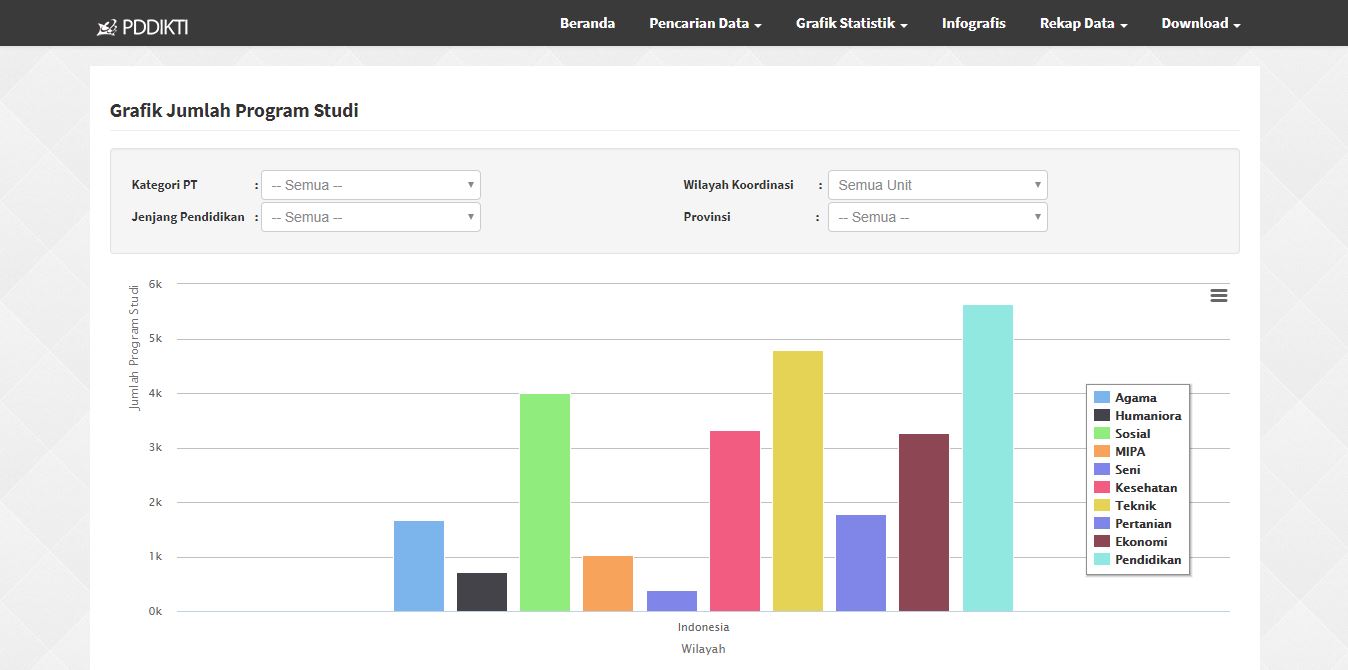 PDDIKTI
Beranda
Pencarian Data
Grafik Statistik
Infografis
Rekap Data
Download
Grafik Jumlah Program Studi
Kategori PT : -- Semua --
Wilayah Koordinasi : Semua Unit
Jenjang Pendidikan : -- Semua --
Provinsi : -- Semua --
Jumlah Program Studi
6k
5k
4k
3k
2k
1k
0k
Agama
Humaniora
Sosial
MIPA
Seni
Kesehatan
Teknik
Pertanian
Ekonomi
Pendidikan
Indonesia
Wilayah